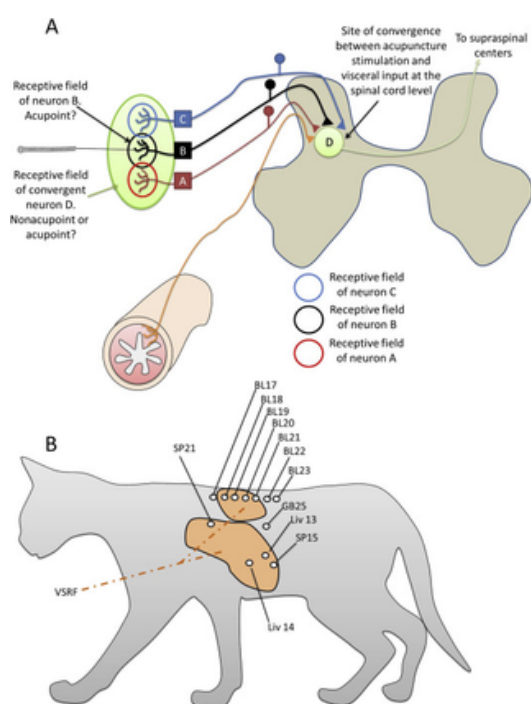 A
Receptive field
of neuron B.
Acupoint?
Receptive field
of convergent
neuron D.
Nonacupoint or
acupoint?
C
B
A
Site of convergence
between acupuncture
stimulation and
visceral input at the
spinal cord level
To supraspinal
centers
D
Receptive field
of neuron C
Receptive field
of neuron B
Receptive field
of neuron A
B
BL17
BL18
BL19
BL20
BL21
BL22
BL23
SP21
GB25
Liv 13
SP15
VSRF
Liv 14